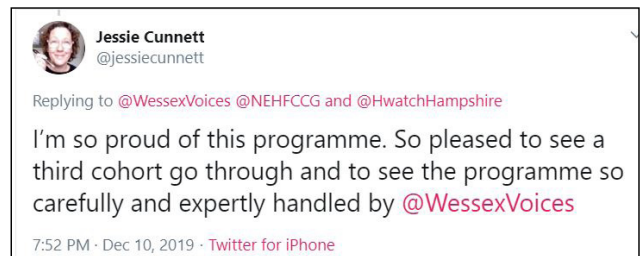 Jessie Cunnett
@jessiecunnett
Replying to @WessexVoices @NEHFCCG and @HwatchHampshire
I'm so proud of this programme. So pleased to see a
third cohort go through and to see the programme so
carefully and expertly handled by @WessexVoices
7:52 PM · Dec 10, 2019 · Twitter for iPhone